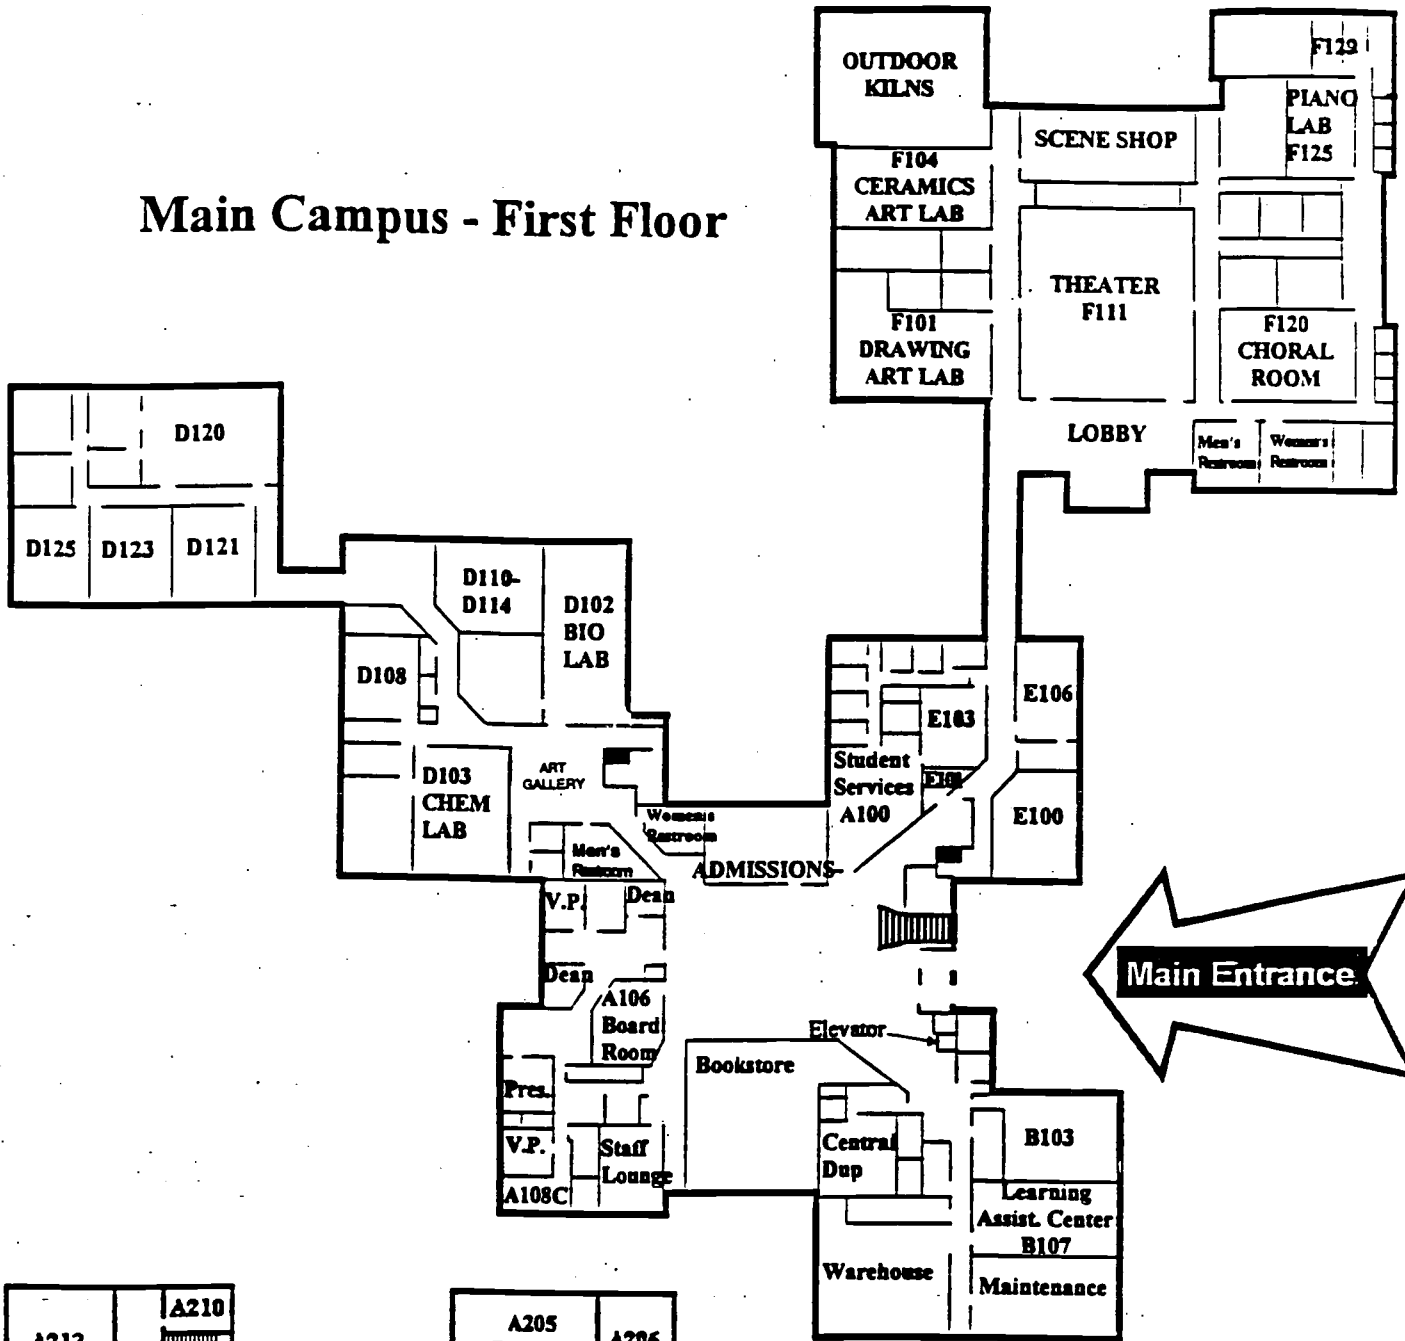 Main Campus - First Floor
OUTDOOR
KILNS
F129
PIANO
LAB
F125
SCENE SHOP
F104
CERAMICS
ART LAB
THEATER
F111
F101
DRAWING
ART LAB
F120
CHORAL
ROOM
LOBBY
Men's
Restroom
Women's
Restroom
D120
D125
D123
D121
D110-
D114
D102
BIO
LAB
D108
E106
E103
Student
Services
A100
E100
D103
CHEM
LAB
ART
GALLERY
Women's
Restroom
Men's
Restroom
ADMISSIONS
V.P.
Dean
Dean
Main Entrance
A106
Board
Room
Elevator
Bookstore
Pres.
V.P.
A108C
Staff
Lounge
Central
Dup
B103
Learning
Assist. Center
B107
Warehouse
Maintenance
A210
A205